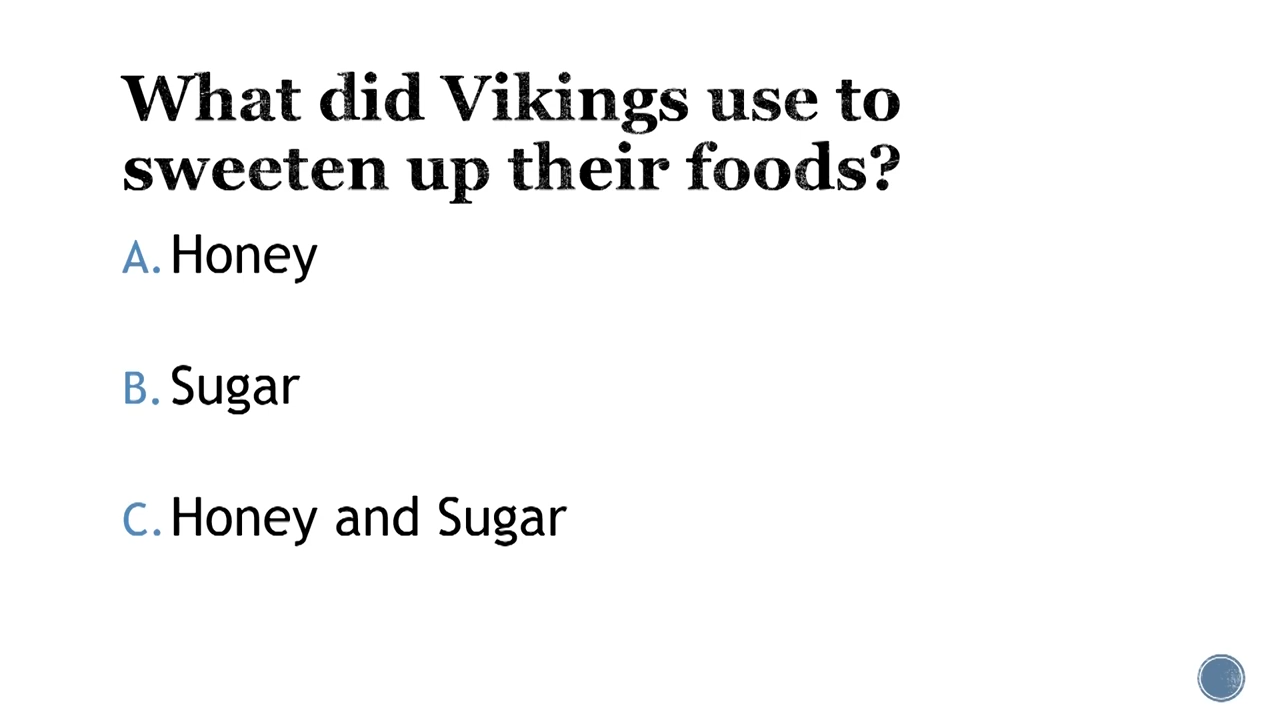 What did Vikings use to
sweeten up their foods?
A. Honey
B. Sugar
C. Honey and Sugar